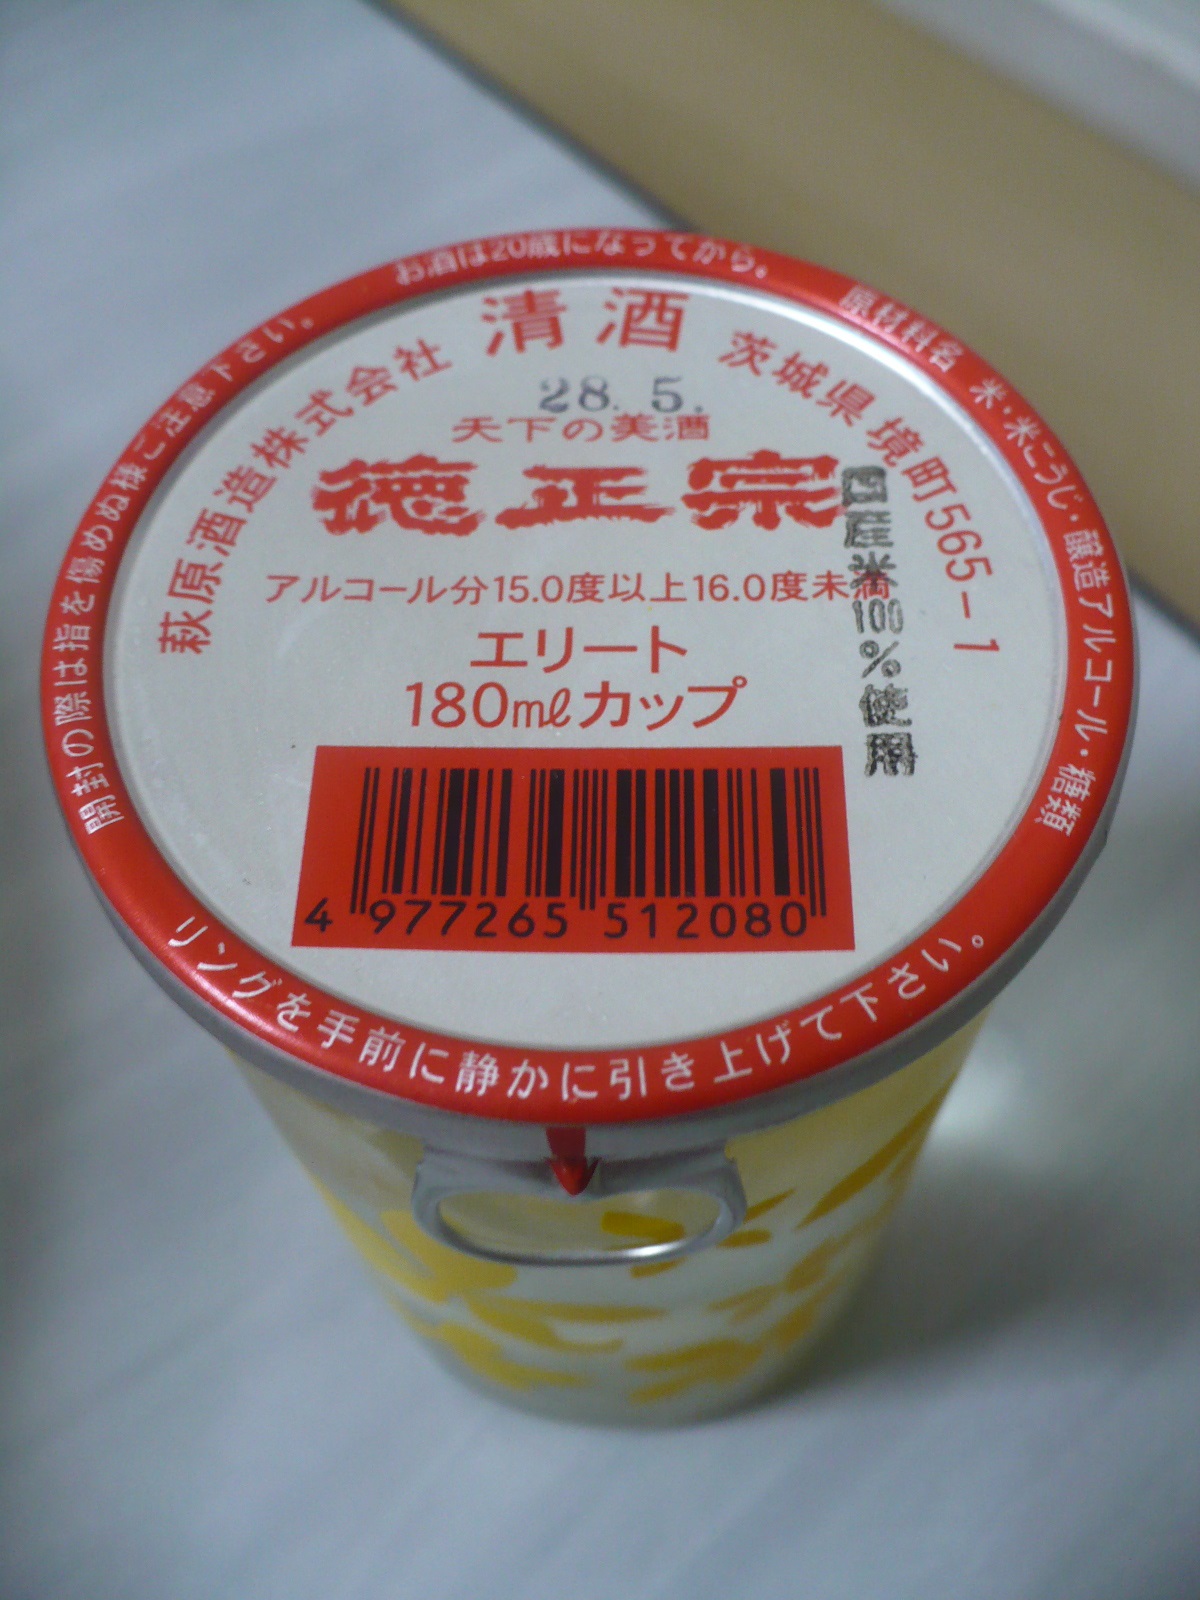 お酒は20歳になってから。
原材料名 米・米こうじ・醸造アルコール・糖類
開封の際は指を傷めぬ様ご注意下さい。
清酒
萩原酒造株式会社
茨城県 境町565-1
28. 5.
天下の美酒
徳正宗
国産米100%使用
アルコール分15.0度以上16.0度未満
エリート
180mℓカップ
4 977265 512080
リングを手前に静かに引き上げて下さい。